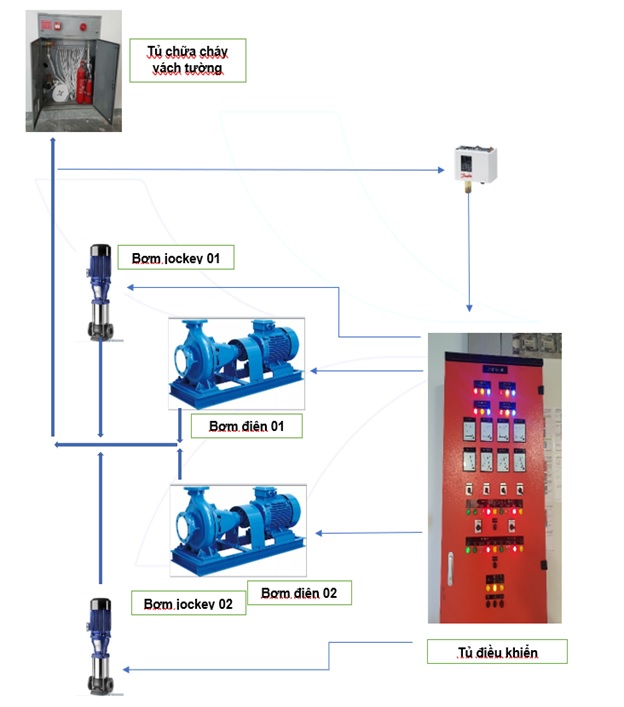 Tủ chữa cháy
vách tường
Danfoss
Bơm jockey 01
Bơm điện 01
Bơm điện 02
Bơm jockey 02
Tủ điều khiển